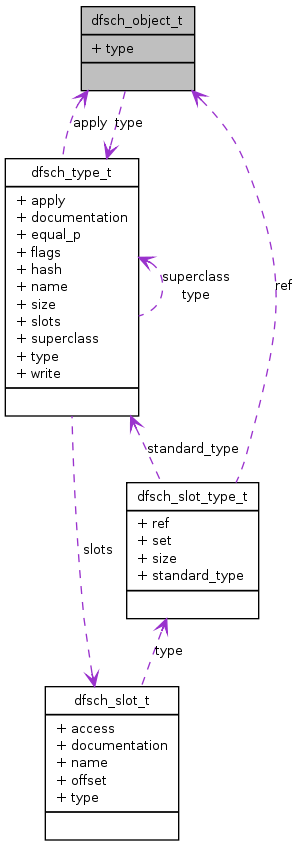 dfsch_object_t
+ type
apply
type
dfsch_type_t
+ apply
+ documentation
+ equal_p
+ flags
+ hash
+ name
+ size
+ slots
+ superclass
+ type
+ write
superclass
type
ref
standard_type
dfsch_slot_type_t
+ ref
+ set
+ size
+ standard_type
slots
type
dfsch_slot_t
+ access
+ documentation
+ name
+ offset
+ type